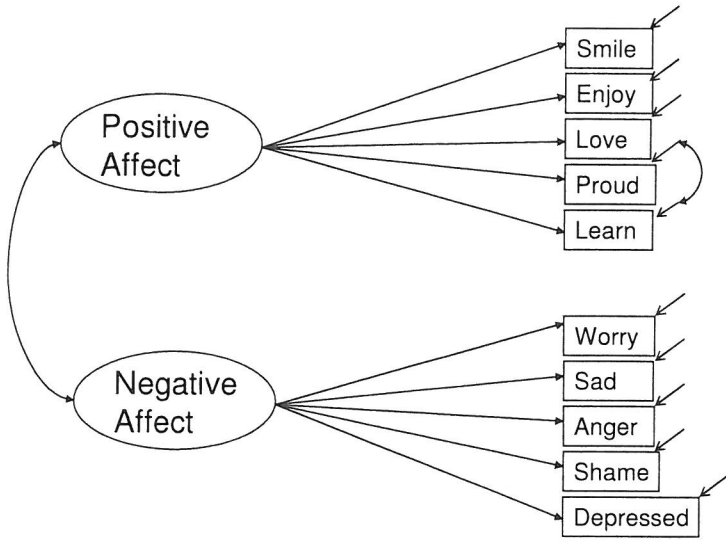 Positive
Affect
Smile
Enjoy
Love
Proud
Learn
Negative
Affect
Worry
Sad
Anger
Shame
Depressed